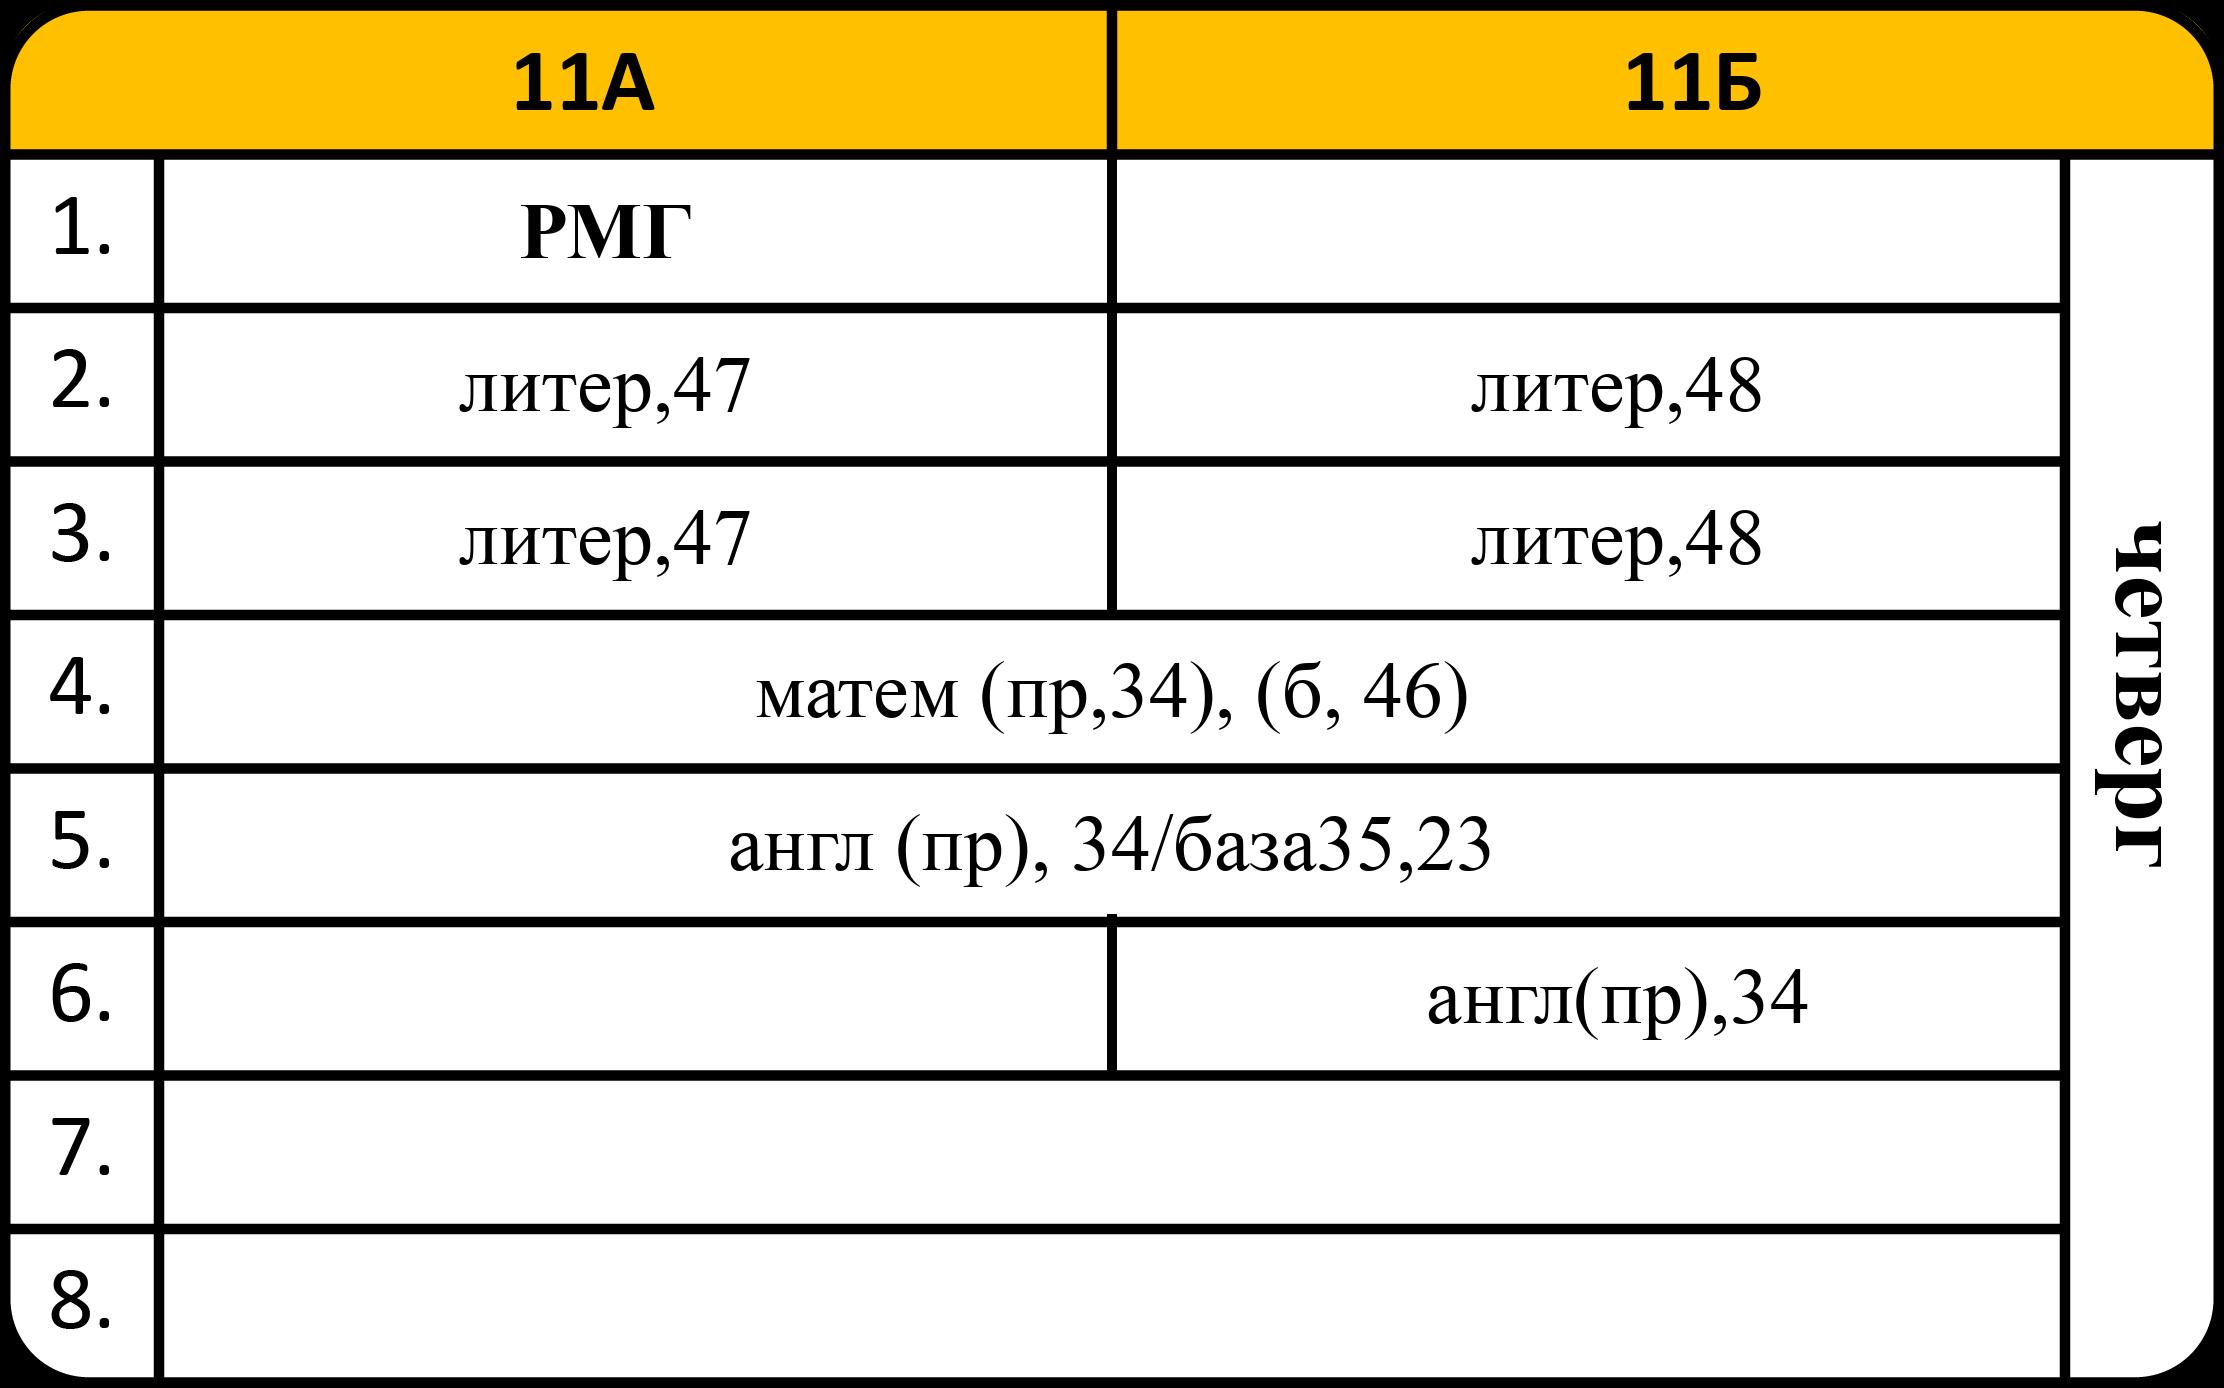 11А 11Б
1. РМГ
2. литер,47 литер,48
3. литер,47 литер,48
4. матем (пр,34), (б, 46)
5. англ (пр), 34/база35,23
6. англ(пр),34
7.
8.
четверг